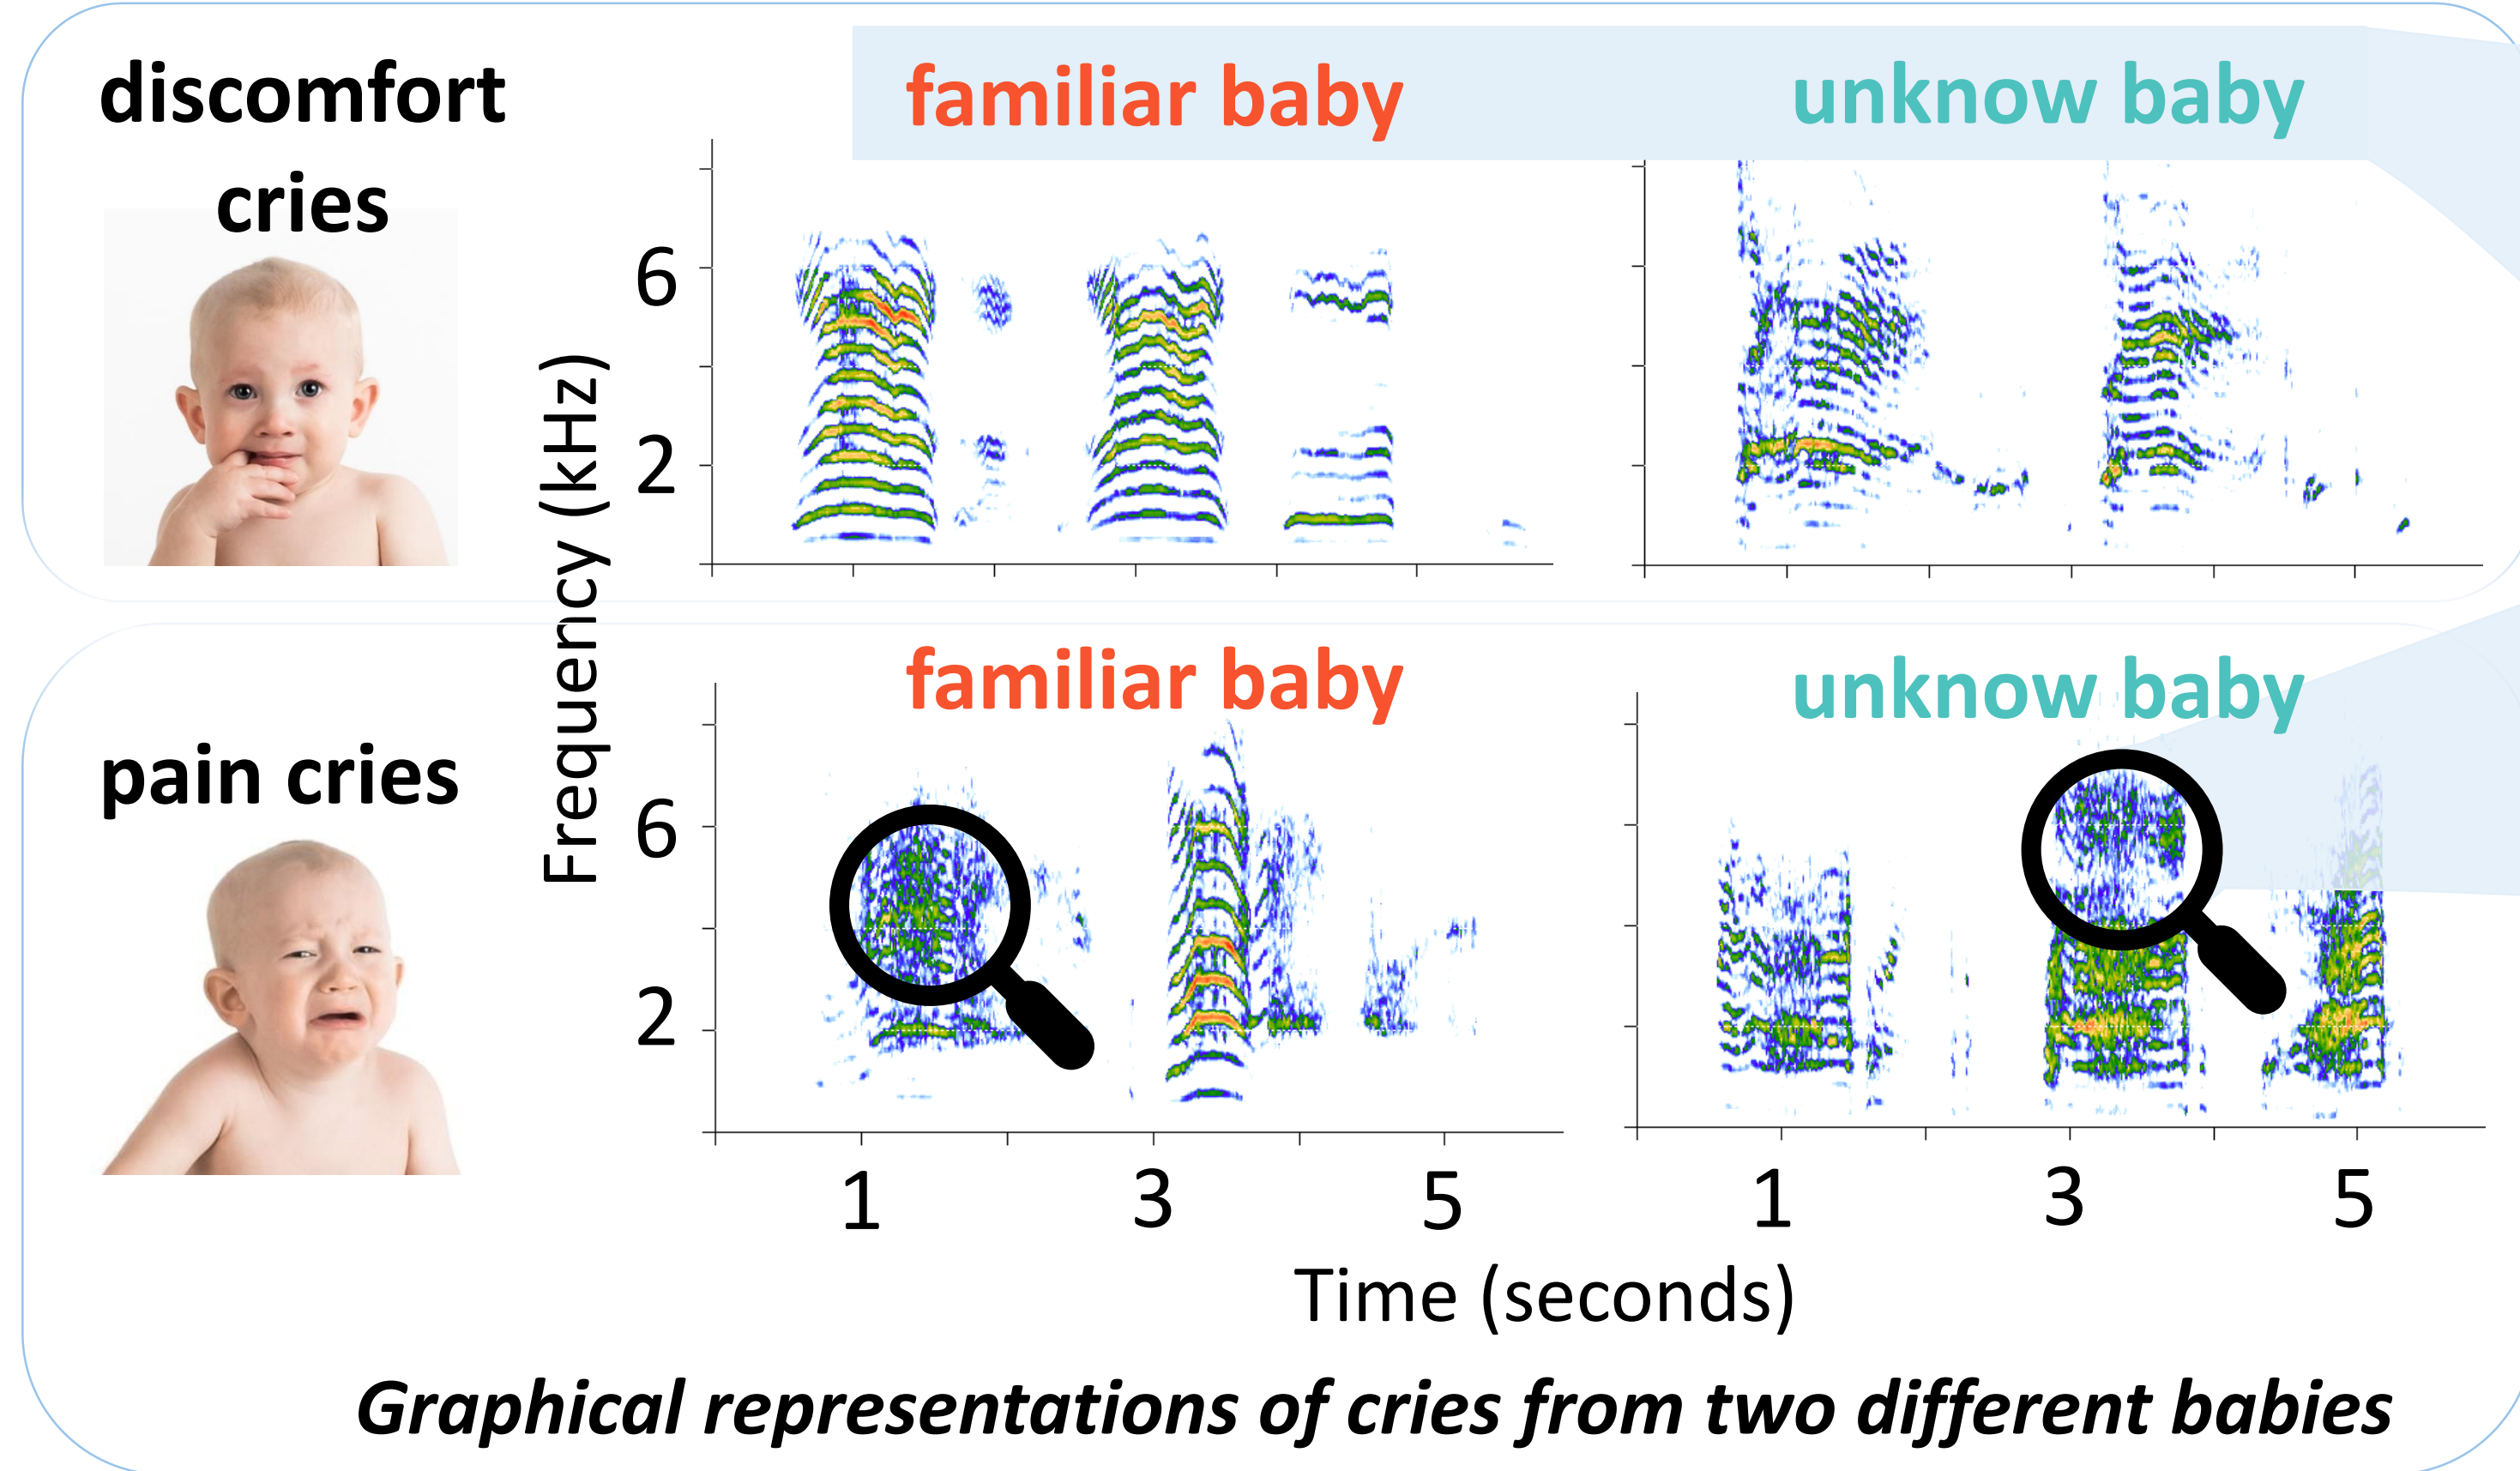 discomfort
cries
familiar baby
unknow baby
6
2
Frequency (kHz)
pain cries
familiar baby
unknow baby
6
2
1
3
5
1
3
5
Time (seconds)
Graphical representations of cries from two different babies